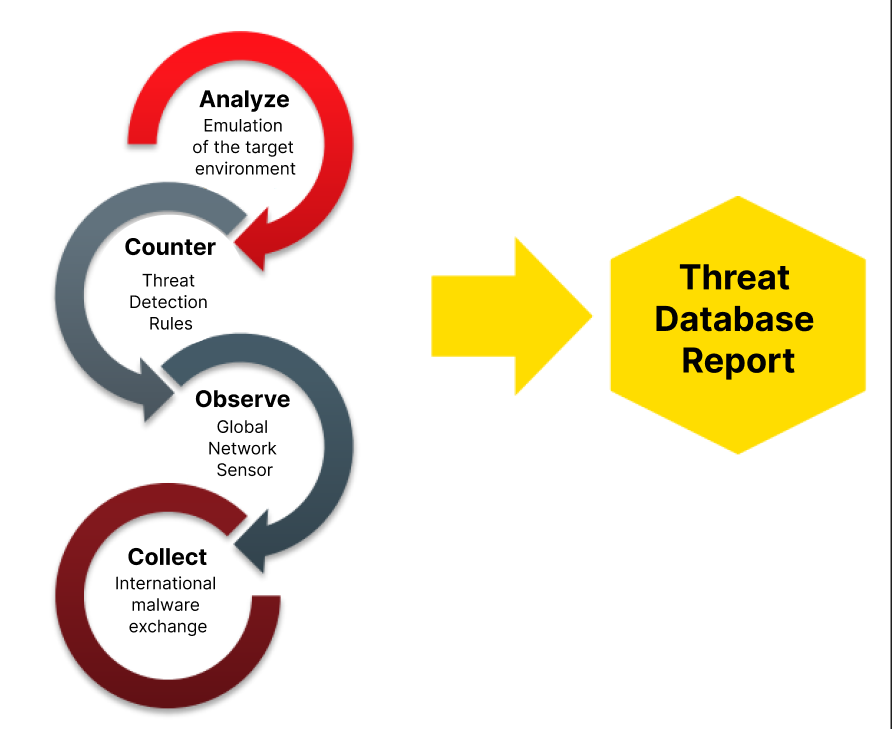 Analyze
Emulation
of the target
environment
Counter
Threat
Detection
Rules
Observe
Global
Network
Sensor
Collect
International
malware
exchange
Threat
Database
Report